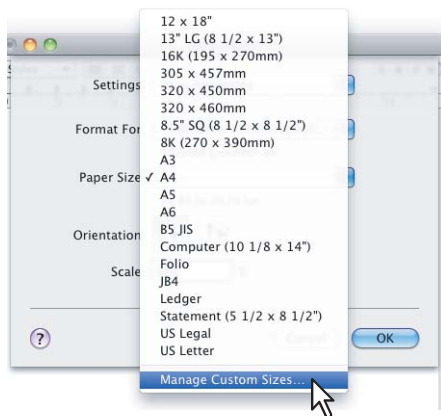 12 x 18"
13" LG (8 1/2 x 13")
16K (195 x 270mm)
305 x 457mm
Settings
320 x 450mm
320 x 460mm
Format For
8.5" SQ (8 1/2 x 8 1/2")
8K (270 x 390mm)
A3
Paper Size ✓ A4
A5
A6
Orientation
B5 JIS
Computer (10 1/8 x 14")
Folio
Scale
JB4
Ledger
Statement (5 1/2 x 8 1/2")
US Legal
? OK
US Letter
Manage Custom Sizes...